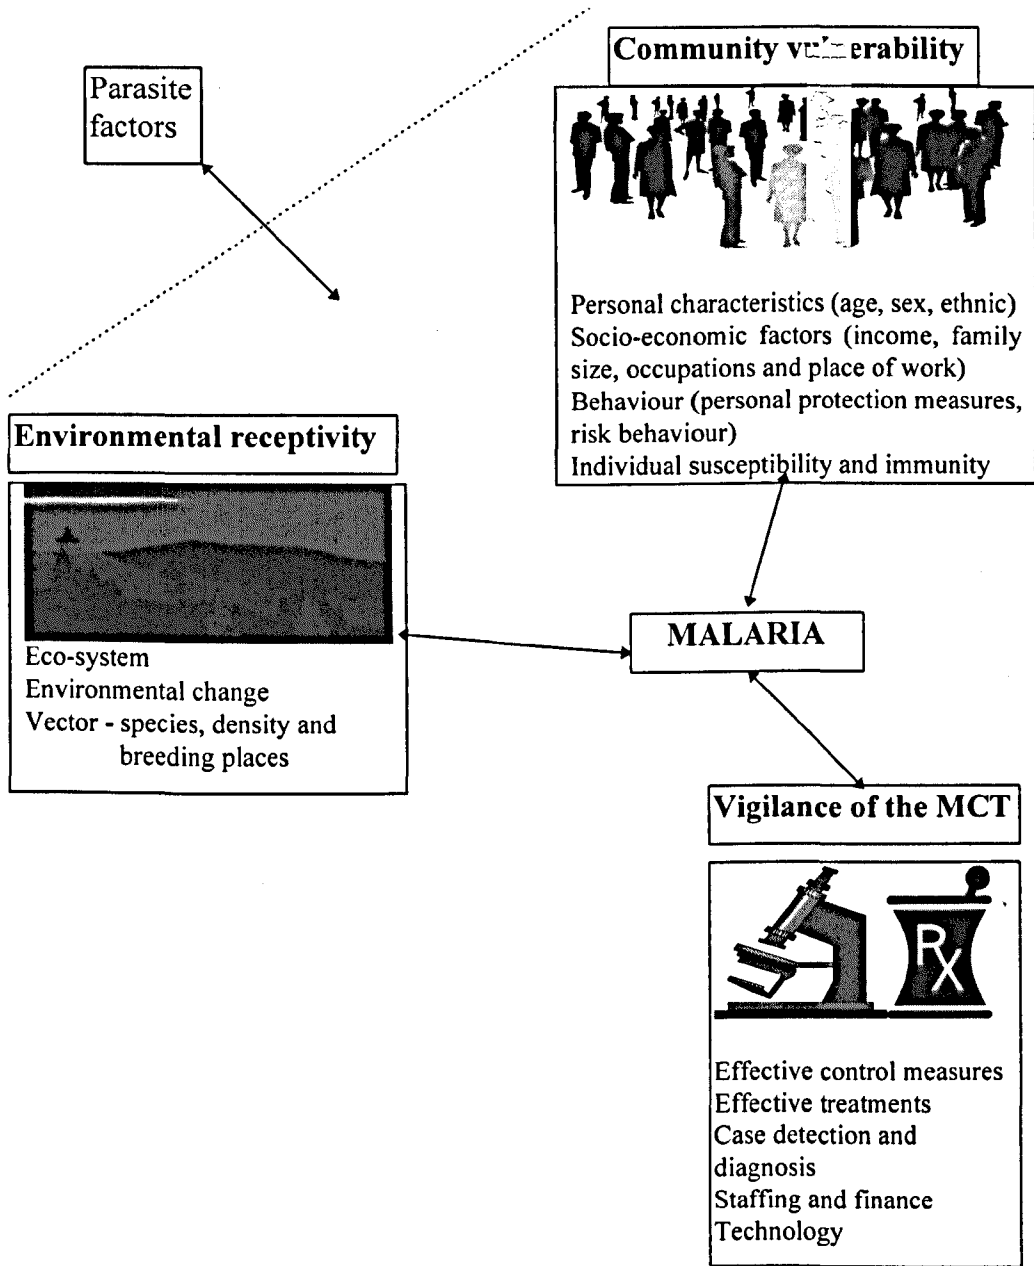 Parasite
factors
Community vulnerability
Personal characteristics (age, sex, ethnic)
Socio-economic factors (income, family
size, occupations and place of work)
Behaviour (personal protection measures,
risk behaviour)
Individual susceptibility and immunity
Environmental receptivity
Eco-system
Environmental change
Vector - species, density and
breeding places
MALARIA
Vigilance of the MCT
RX
Effective control measures
Effective treatments
Case detection and
diagnosis
Staffing and finance
Technology